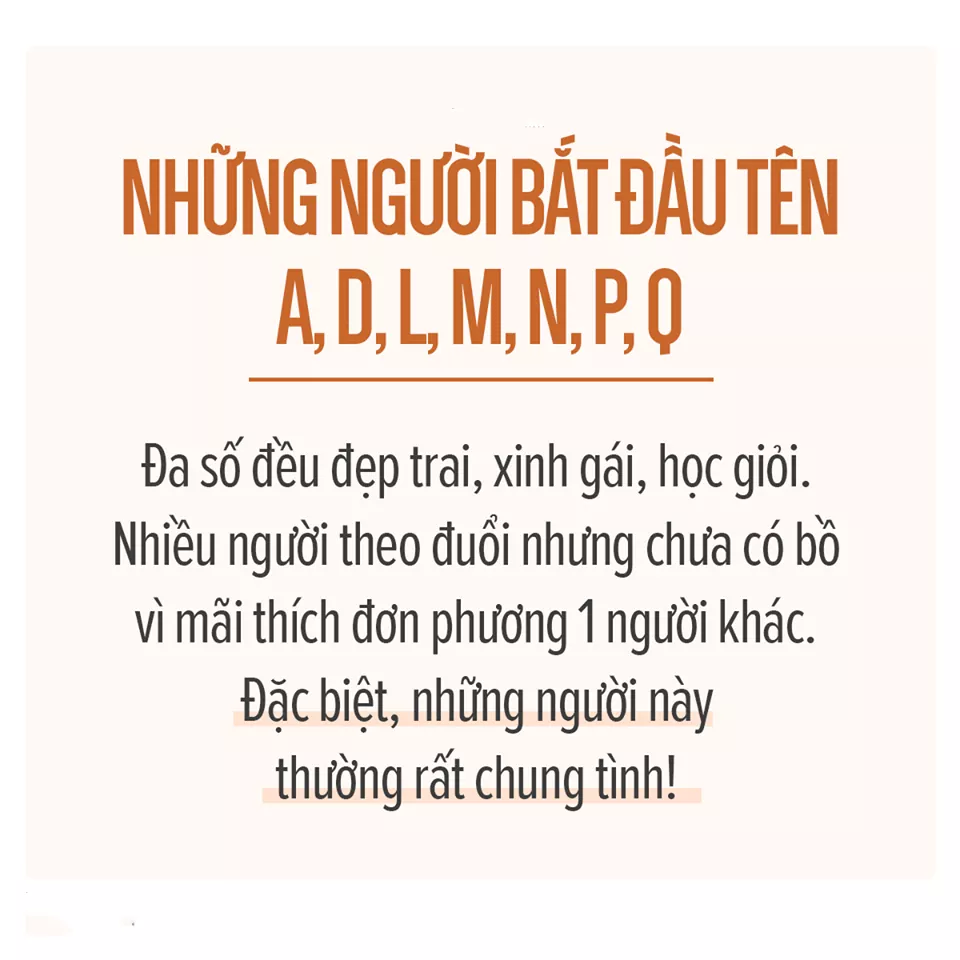 NHỮNG NGƯỜI BẮT ĐẦU TÊN
A, D, L, M, N, P, Q
Đa số đều đẹp trai, xinh gái, học giỏi.
Nhiều người theo đuổi nhưng chưa có bồ
vì mãi thích đơn phương 1 người khác.
Đặc biệt, những người này
thường rất chung tình!